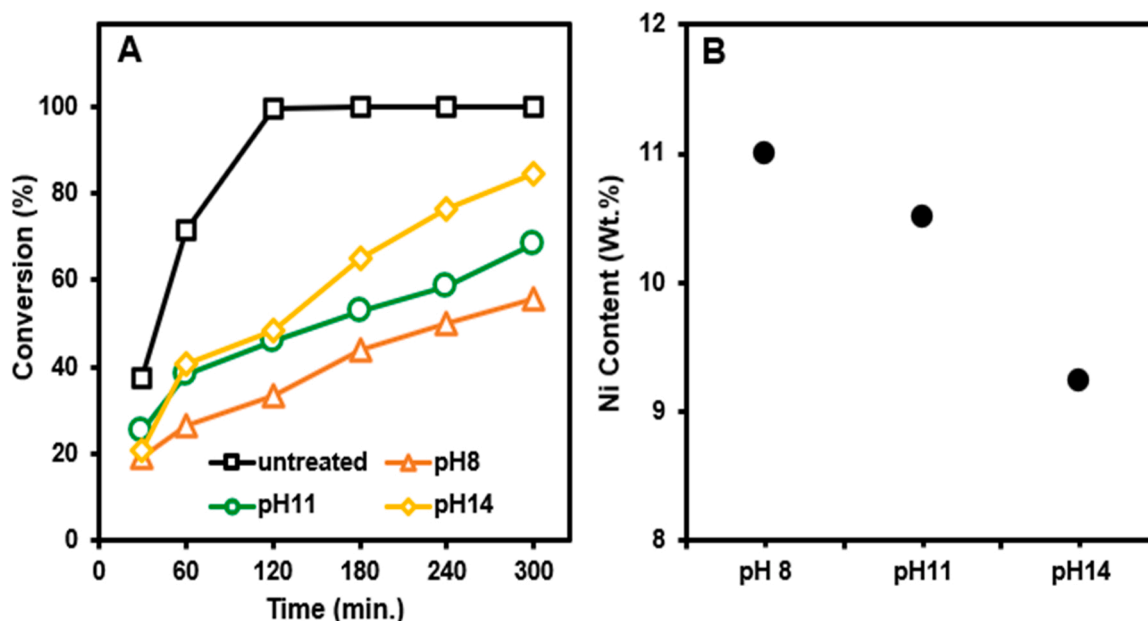 A
Conversion (%)
100
80
60
40
20
0
untreated
pH8
pH11
pH14
0 60 120 180 240 300
Time (min.)
B
Ni Content (Wt.%)
12
11
10
9
8
pH 8 pH11 pH14